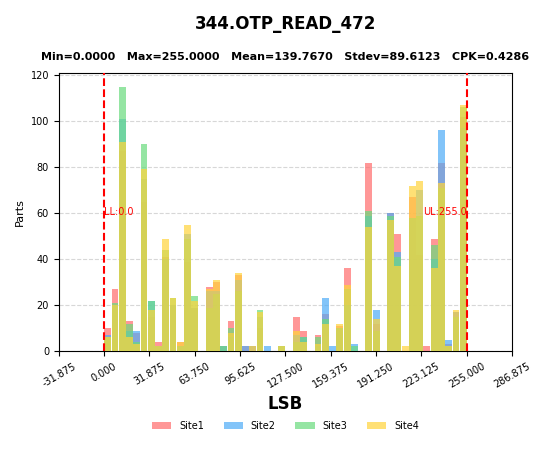 344.OTP_READ_472
Min=0.0000 Max=255.0000 Mean=139.7670 Stdev=89.6123 CPK=0.4286
120
100
80
60
40
20
0
Parts
LL:0.0
UL:255.0
-31.875 0.000 31.875 63.750 95.625 127.500 159.375 191.250 223.125 255.000 286.875
LSB
Site1 Site2 Site3 Site4